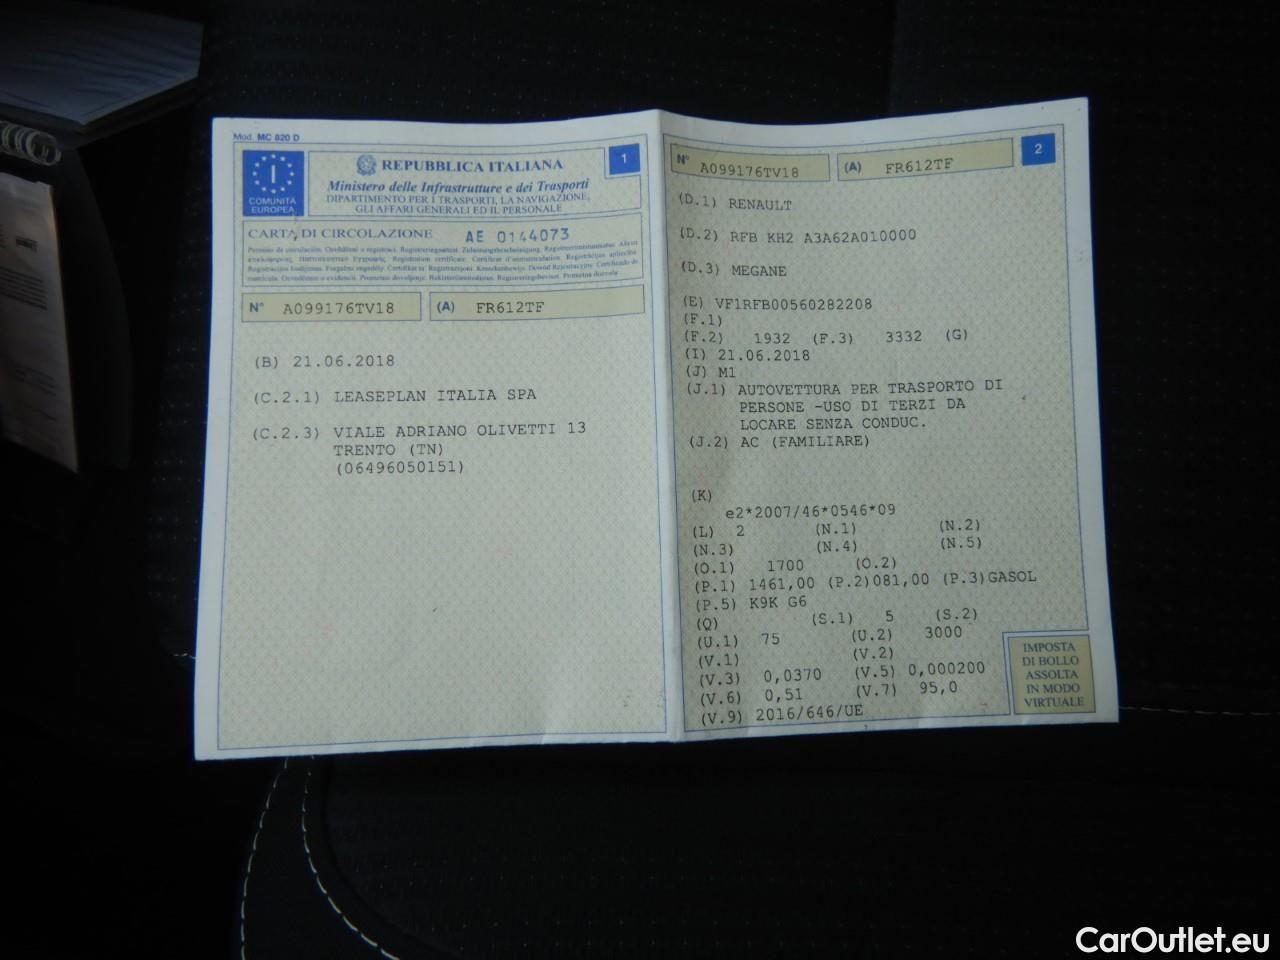 Mod. MC 820 D
I
COMUNITÀ
EUROPEA
REPUBBLICA ITALIANA
Ministero delle Infrastrutture e dei Trasporti
DIPARTIMENTO PER I TRASPORTI, LA NAVIGAZIONE,
GLI AFFARI GENERALI ED IL PERSONALE
1
CARTA DI CIRCOLAZIONE AE 0144073
N° A099176TV18 (A) FR612TF
(B) 21.06.2018
(C.2.1) LEASEPLAN ITALIA SPA
(C.2.3) VIALE ADRIANO OLIVETTI 13
TRENTO (TN)
(06496050151)
N° A099176TV18 (A) FR612TF
2
(D.1) RENAULT
(D.2) RFB KH2 A3A62A010000
(D.3) MEGANE
(E) VF1RFB00560282208
(F.1)
(F.2) 1932 (F.3) 3332 (G)
(I) 21.06.2018
(J) M1
(J.1) AUTOVETTURA PER TRASPORTO DI
PERSONE -USO DI TERZI DA
LOCARE SENZA CONDUC.
(J.2) AC (FAMILIARE)
(K)
e2*2007/46*0546*09
(L) 2 (N.1) (N.2)
(N.3) (N.4) (N.5)
(O.1) 1700 (O.2)
(P.1) 1461,00 (P.2)081,00 (P.3)GASOL
(P.5) K9K G6
(Q) (S.1) 5 (S.2)
(U.1) 75 (U.2) 3000
(V.1) (V.2)
(V.3) 0,0370 (V.5) 0,000200
(V.6) 0,51 (V.7) 95,0
(V.9) 2016/646/UE
IMPOSTA
DI BOLLO
ASSOLTA
IN MODO
VIRTUALE
CarOutlet.eu